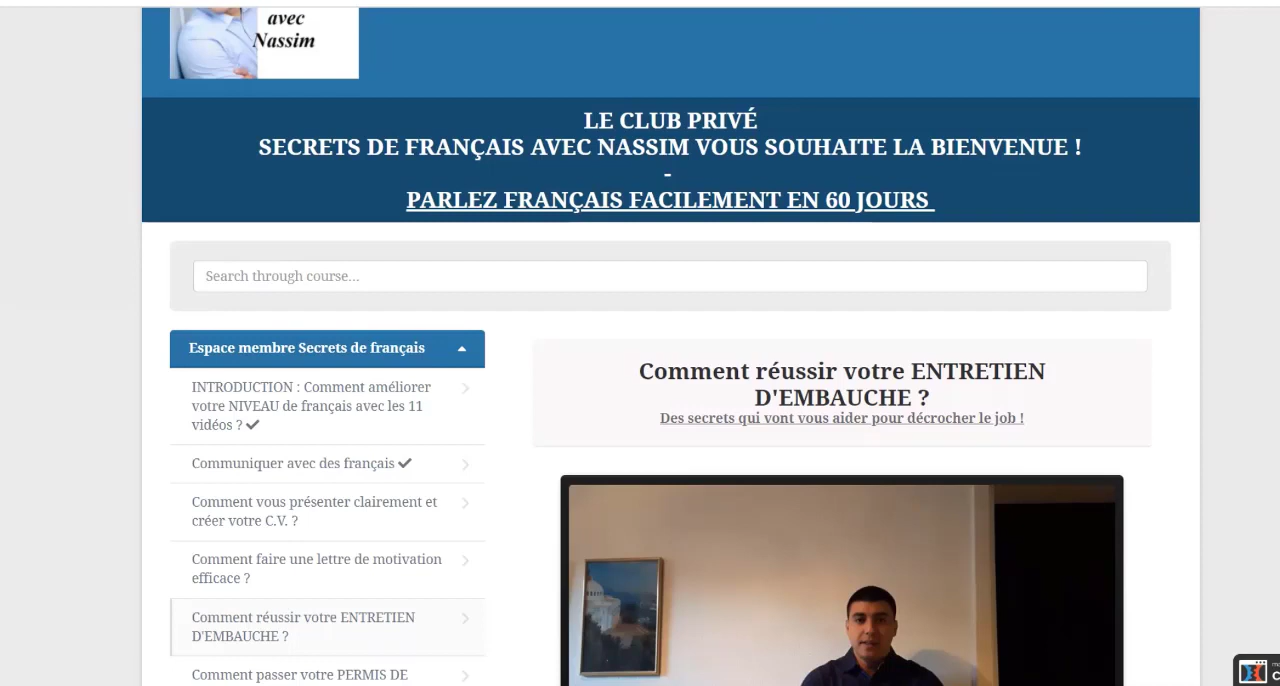 avec
Nassim
LE CLUB PRIVÉ
SECRETS DE FRANÇAIS AVEC NASSIM VOUS SOUHAITE LA BIENVENUE !
-
PARLEZ FRANÇAIS FACILEMENT EN 60 JOURS
Search through course...
Espace membre Secrets de français
INTRODUCTION : Comment améliorer
votre NIVEAU de français avec les 11
vidéos ?
Communiquer avec des français
Comment vous présenter clairement et
créer votre C.V. ?
Comment faire une lettre de motivation
efficace ?
Comment réussir votre ENTRETIEN
D'EMBAUCHE ?
Comment passer votre PERMIS DE
Comment réussir votre ENTRETIEN
D'EMBAUCHE ?
Des secrets qui vont vous aider pour décrocher le job !